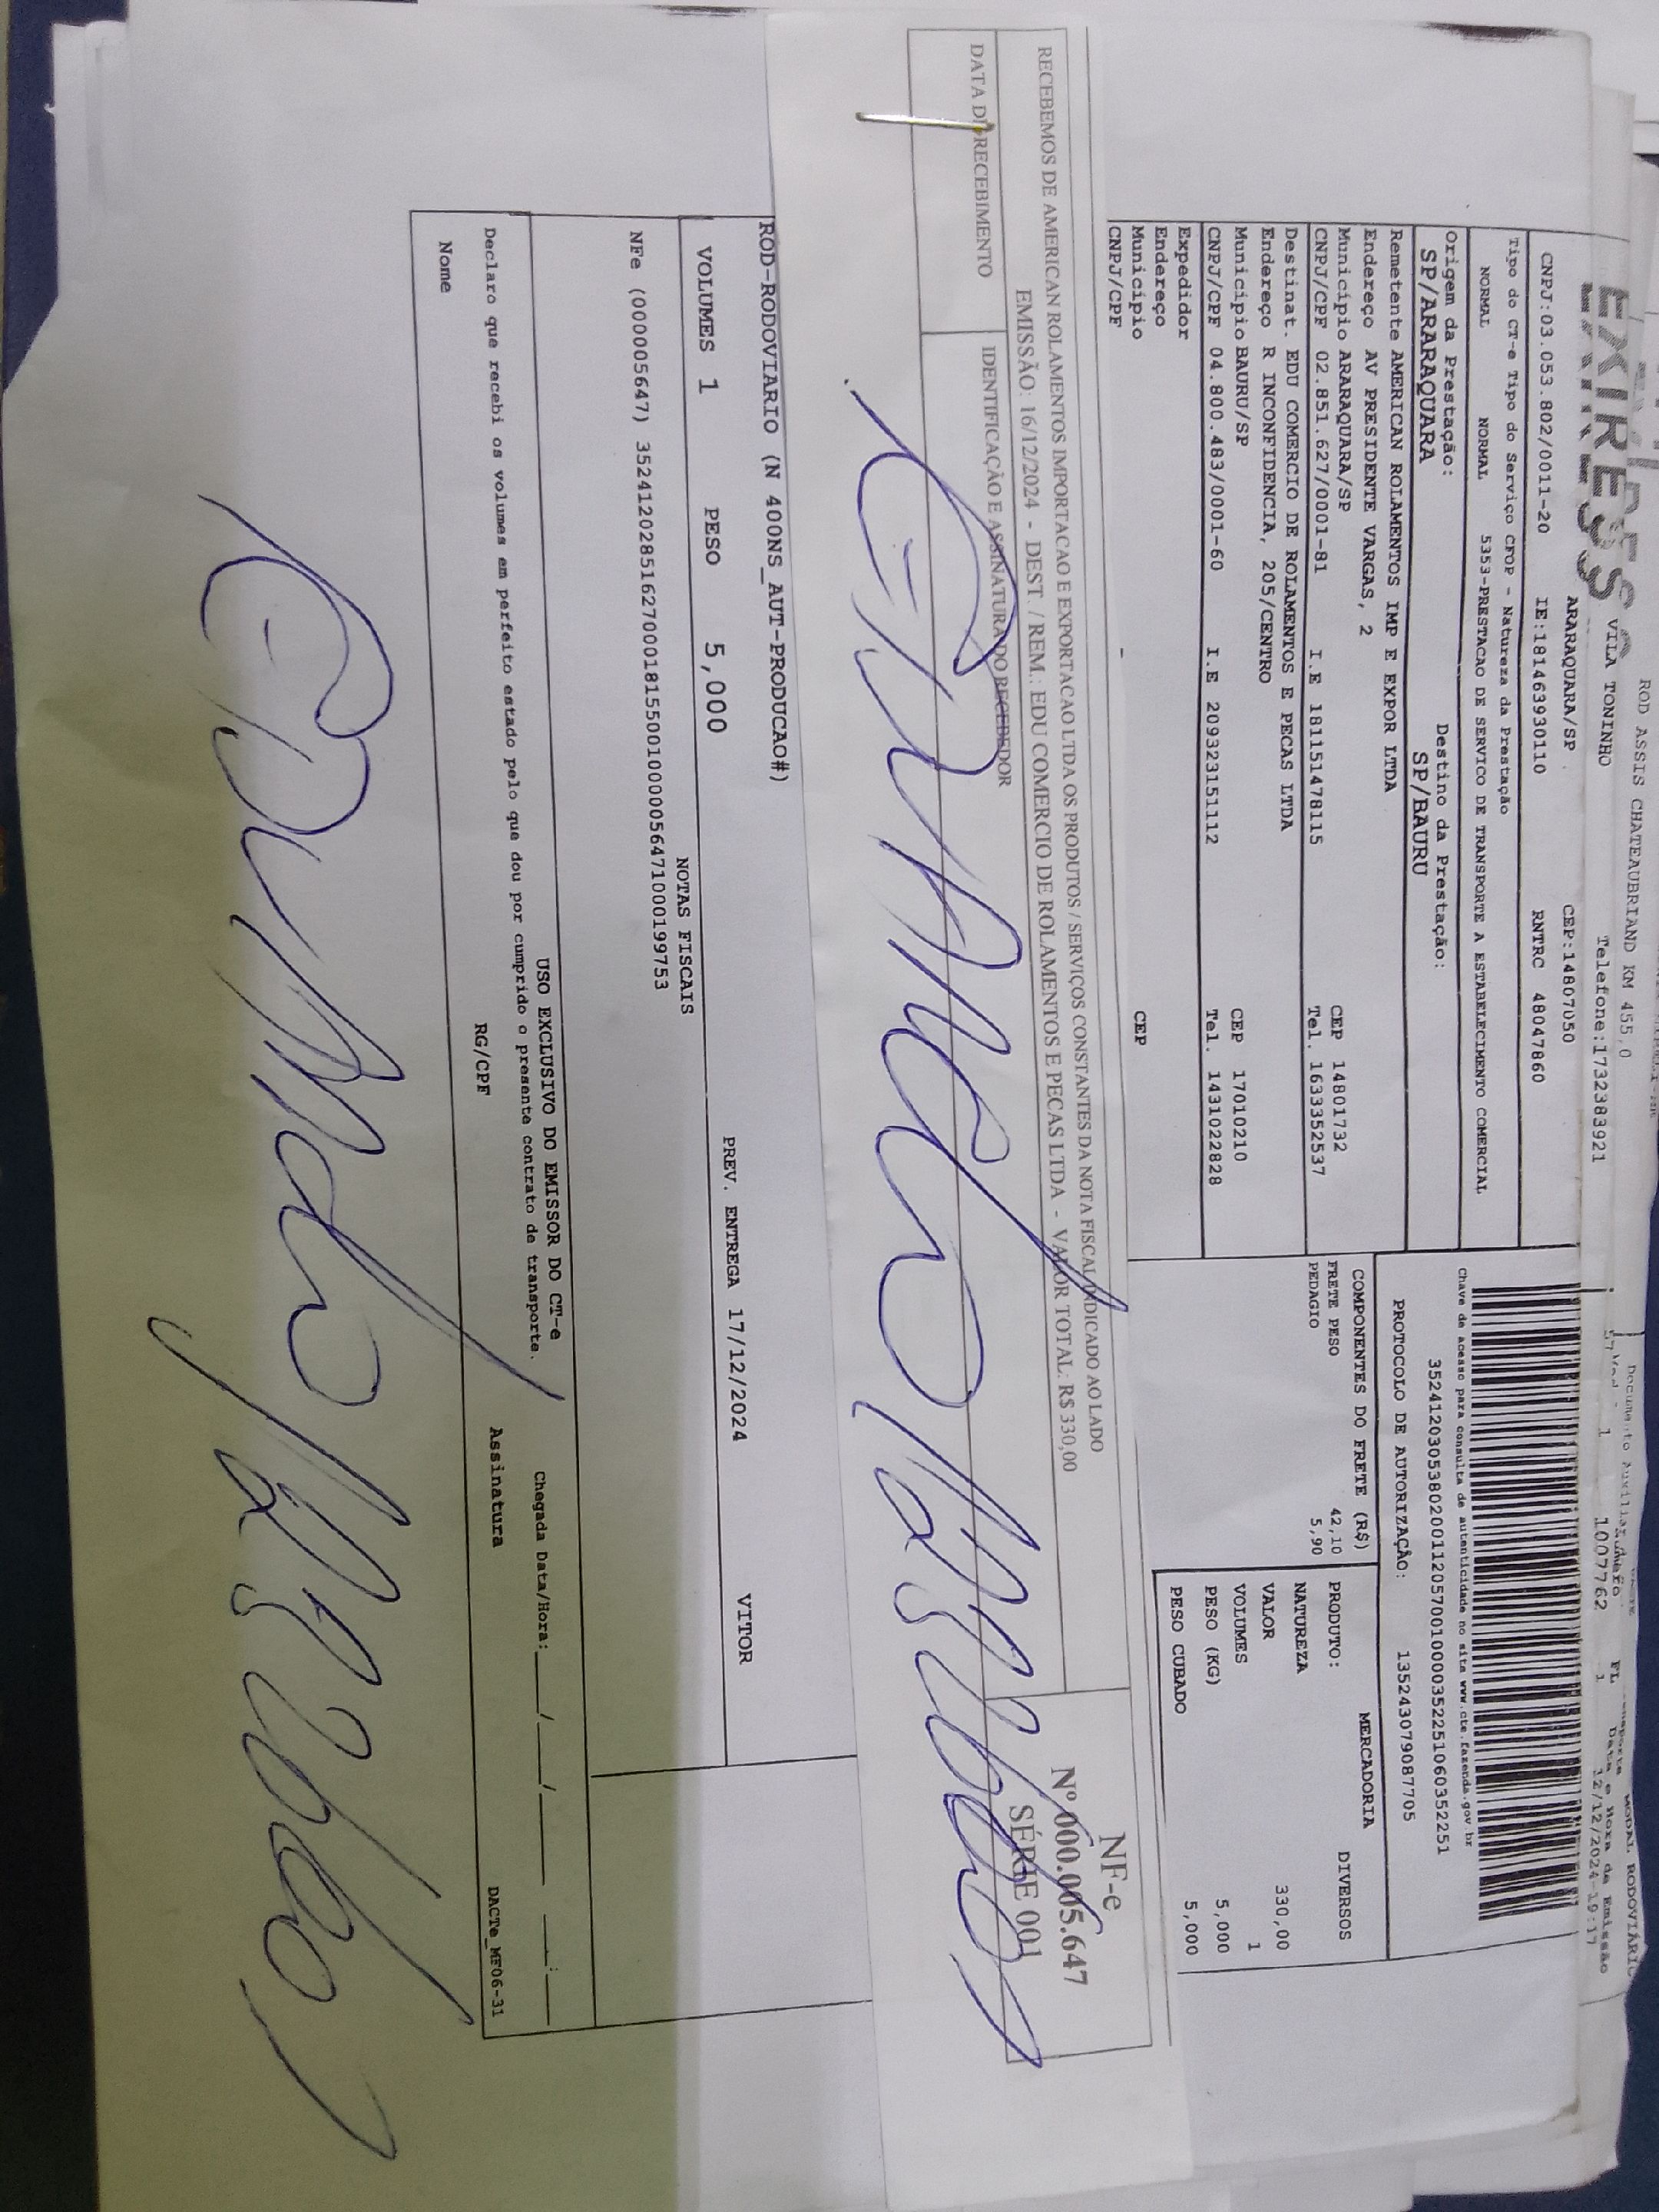 EXPRESS
ROD ASSIS CHATEAUBRIAND KM 455,0
VILA TONINHO Telefone:1732383921
ARARAQUARA/SP CEP:14807050
CNPJ:03.053.802/0011-20 IE:181463930110 RNTRC 48047860
1 1007762 1 12/12/2024-19:17
Tipo do CT-e Tipo do Serviço CFOP - Natureza da Prestação
NORMAL NORMAL 5353-PRESTACAO DE SERVICO DE TRANSPORTE A ESTABELECIMENTO COMERCIAL
Origem da Prestação: Destino da Prestação:
SP/ARARAQUARA SP/BAURU
Chave de acesso para consulta de autenticidade no site www.cte.fazenda.gov.br
35241203053802001120570010000035225106035 2251
PROTOCOLO DE AUTORIZAÇÃO: 135243079087705
Remetente AMERICAN ROLAMENTOS IMP E EXPOR LTDA
Endereço AV PRESIDENTE VARGAS, 2
Município ARARAQUARA/SP CEP 14801732
CNPJ/CPF 02.851.627/0001-81 I.E 181151478115 Tel. 1633352537
Destinat. EDU COMERCIO DE ROLAMENTOS E PECAS LTDA
Endereço R INCONFIDENCIA, 205/CENTRO
Município BAURU/SP CEP 17010210
CNPJ/CPF 04.800.483/0001-60 I.E 209323151112 Tel. 1431022828
Expedidor
Endereço
Município CEP
CNPJ/CPF -
COMPONENTES DO FRETE (R$)
FRETE PESO 42,10
PEDAGIO 5,90
MERCADORIA
PRODUTO: DIVERSOS
NATUREZA
VALOR 330,00
VOLUMES 1
PESO (KG) 5,000
PESO CUBADO 5,000
RECEBEMOS DE AMERICAN ROLAMENTOS IMPORTACAO E EXPORTACAO LTDA OS PRODUTOS / SERVIÇOS CONSTANTES DA NOTA FISCAL INDICADO AO LADO
EMISSÃO: 16/12/2024 - DEST. / REM.: EDU COMERCIO DE ROLAMENTOS E PECAS LTDA - VALOR TOTAL: R$ 330,00
DATA DE RECEBIMENTO IDENTIFICAÇÃO E ASSINATURA DO RECEBEDOR
NF-e
Nº 000.005.647
SÉRIE 001
ROD-RODOVIARIO (N 400NS_AUT-PRODUCAO#)
VOLUMES 1 PESO 5,000 PREV. ENTREGA 17/12/2024 VITOR
NOTAS FISCAIS
NFe (000005647) 35241202851627000181550010000056471000199753
USO EXCLUSIVO DO EMISSOR DO CT-e
Declaro que recebi os volumes em perfeito estado pelo que dou por cumprido o presente contrato de transporte. Chegada Data/Hora:___/___/____ __:__
Nome RG/CPF Assinatura DACTe_MF06-31